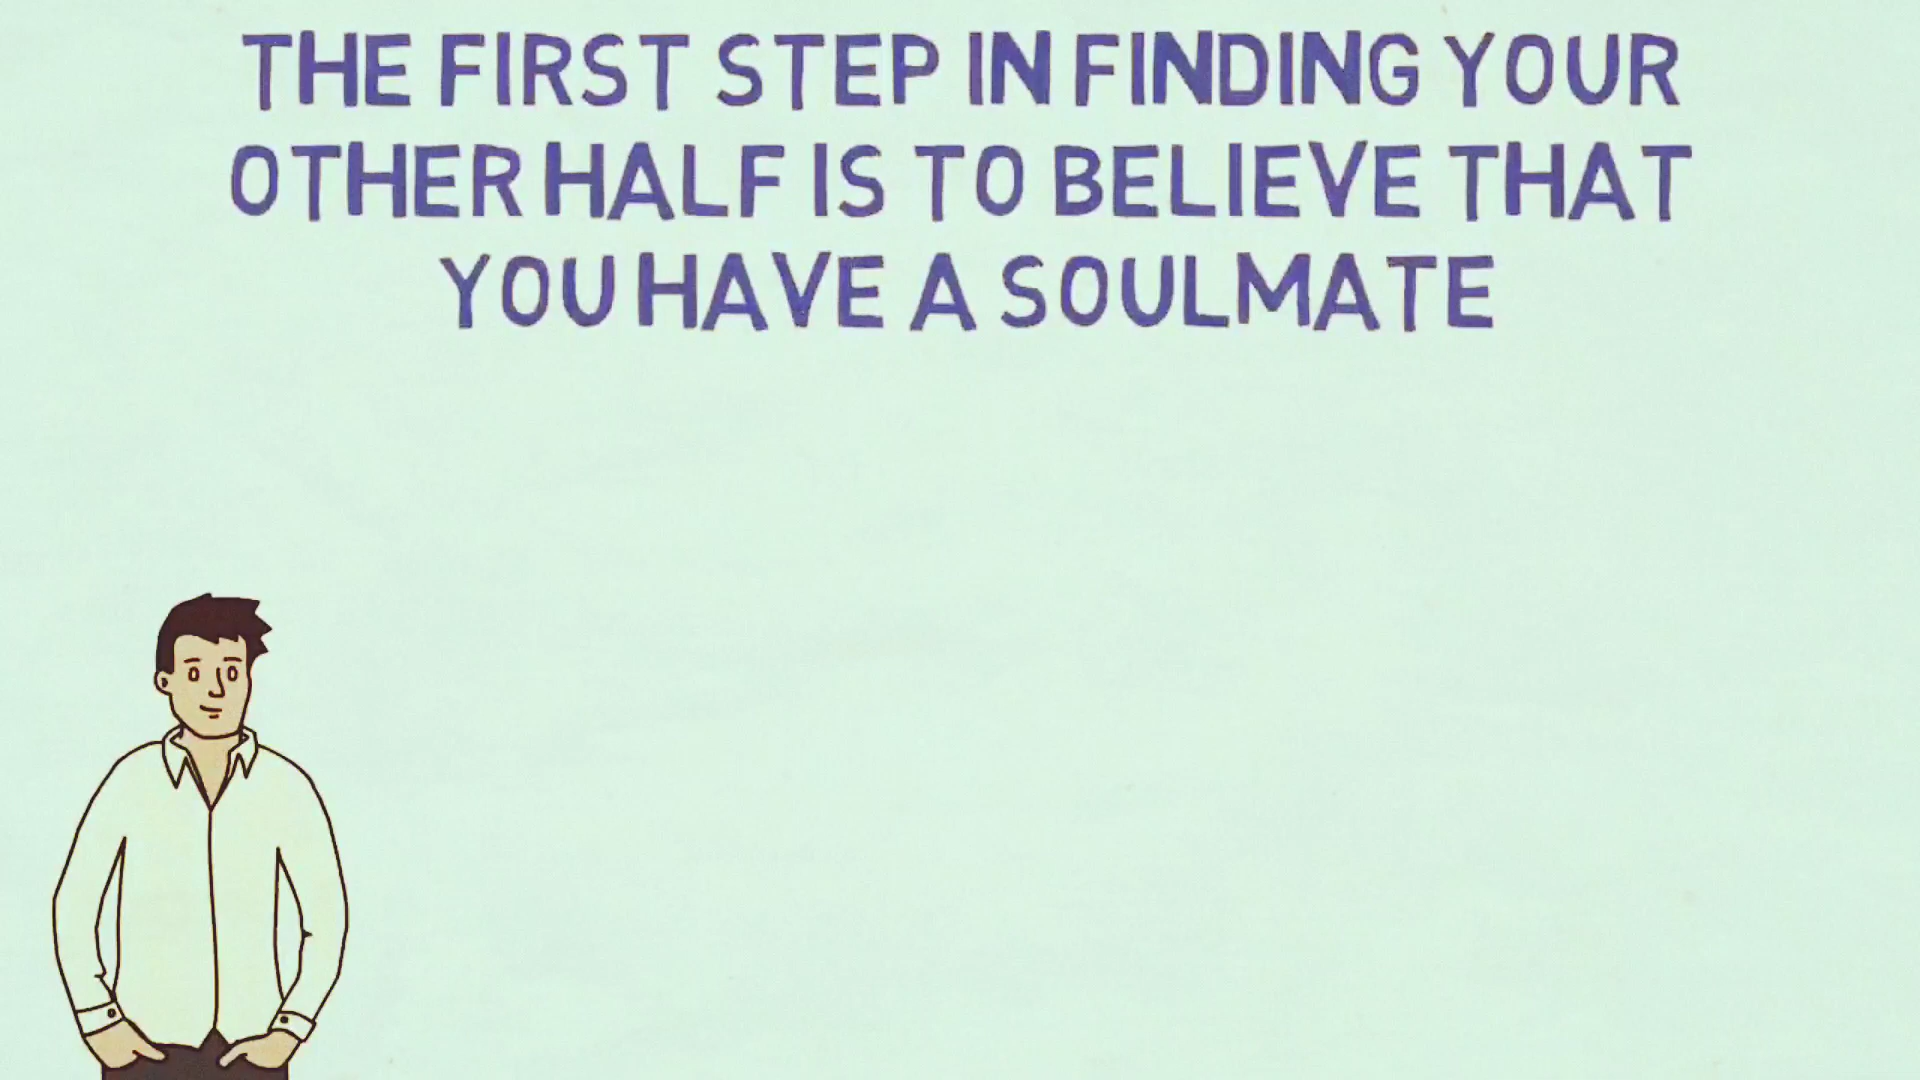 THE FIRST STEP IN FINDING YOUR
OTHER HALF IS TO BELIEVE THAT
YOU HAVE A SOULMATE